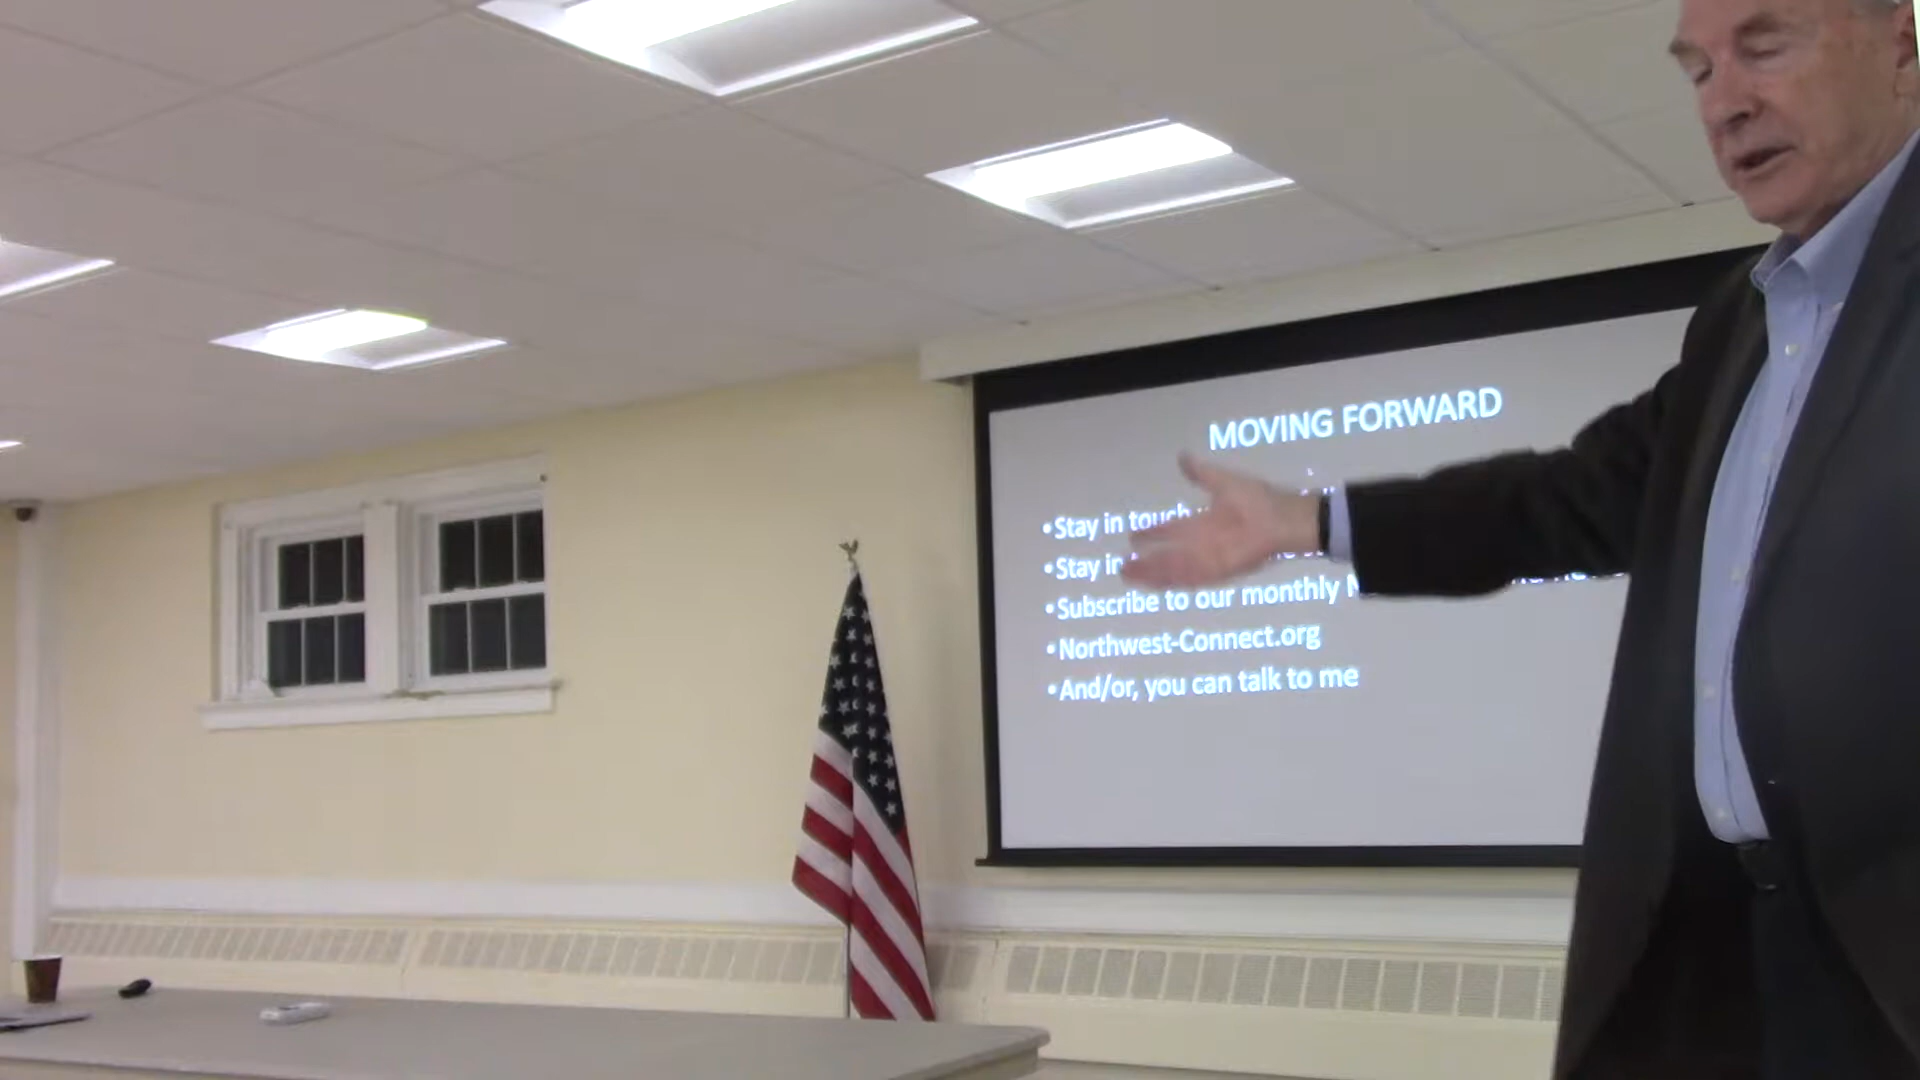 MOVING FORWARD
• Stay in touch
• Stay in
• Subscribe to our monthly
• Northwest-Connect.org
• And/or, you can talk to me